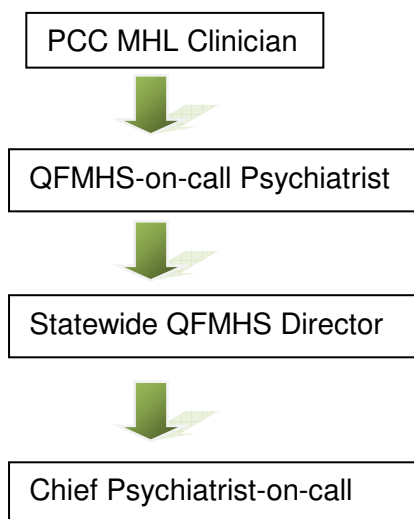 PCC MHL Clinician
QFMHS-on-call Psychiatrist
Statewide QFMHS Director
Chief Psychiatrist-on-call